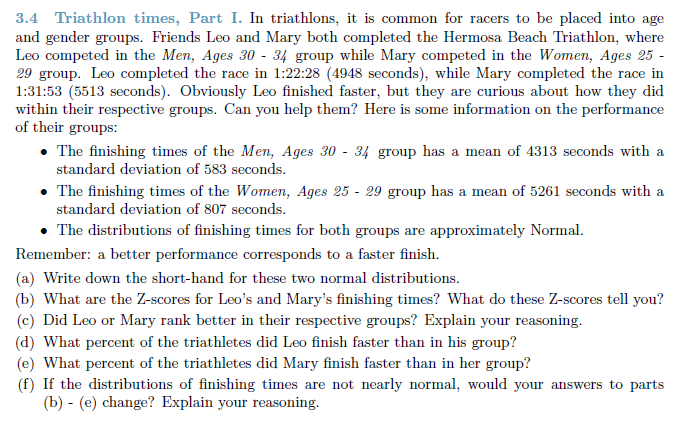 3.4 Triathlon times, Part I. In triathlons, it is common for racers to be placed into age
and gender groups. Friends Leo and Mary both completed the Hermosa Beach Triathlon, where
Leo competed in the Men, Ages 30 - 34 group while Mary competed in the Women, Ages 25 -
29 group. Leo completed the race in 1:22:28 (4948 seconds), while Mary completed the race in
1:31:53 (5513 seconds). Obviously Leo finished faster, but they are curious about how they did
within their respective groups. Can you help them? Here is some information on the performance
of their groups:
• The finishing times of the Men, Ages 30 - 34 group has a mean of 4313 seconds with a
standard deviation of 583 seconds.
• The finishing times of the Women, Ages 25 - 29 group has a mean of 5261 seconds with a
standard deviation of 807 seconds.
• The distributions of finishing times for both groups are approximately Normal.
Remember: a better performance corresponds to a faster finish.
(a) Write down the short-hand for these two normal distributions.
(b) What are the Z-scores for Leo's and Mary's finishing times? What do these Z-scores tell you?
(c) Did Leo or Mary rank better in their respective groups? Explain your reasoning.
(d) What percent of the triathletes did Leo finish faster than in his group?
(e) What percent of the triathletes did Mary finish faster than in her group?
(f) If the distributions of finishing times are not nearly normal, would your answers to parts
(b) - (e) change? Explain your reasoning.